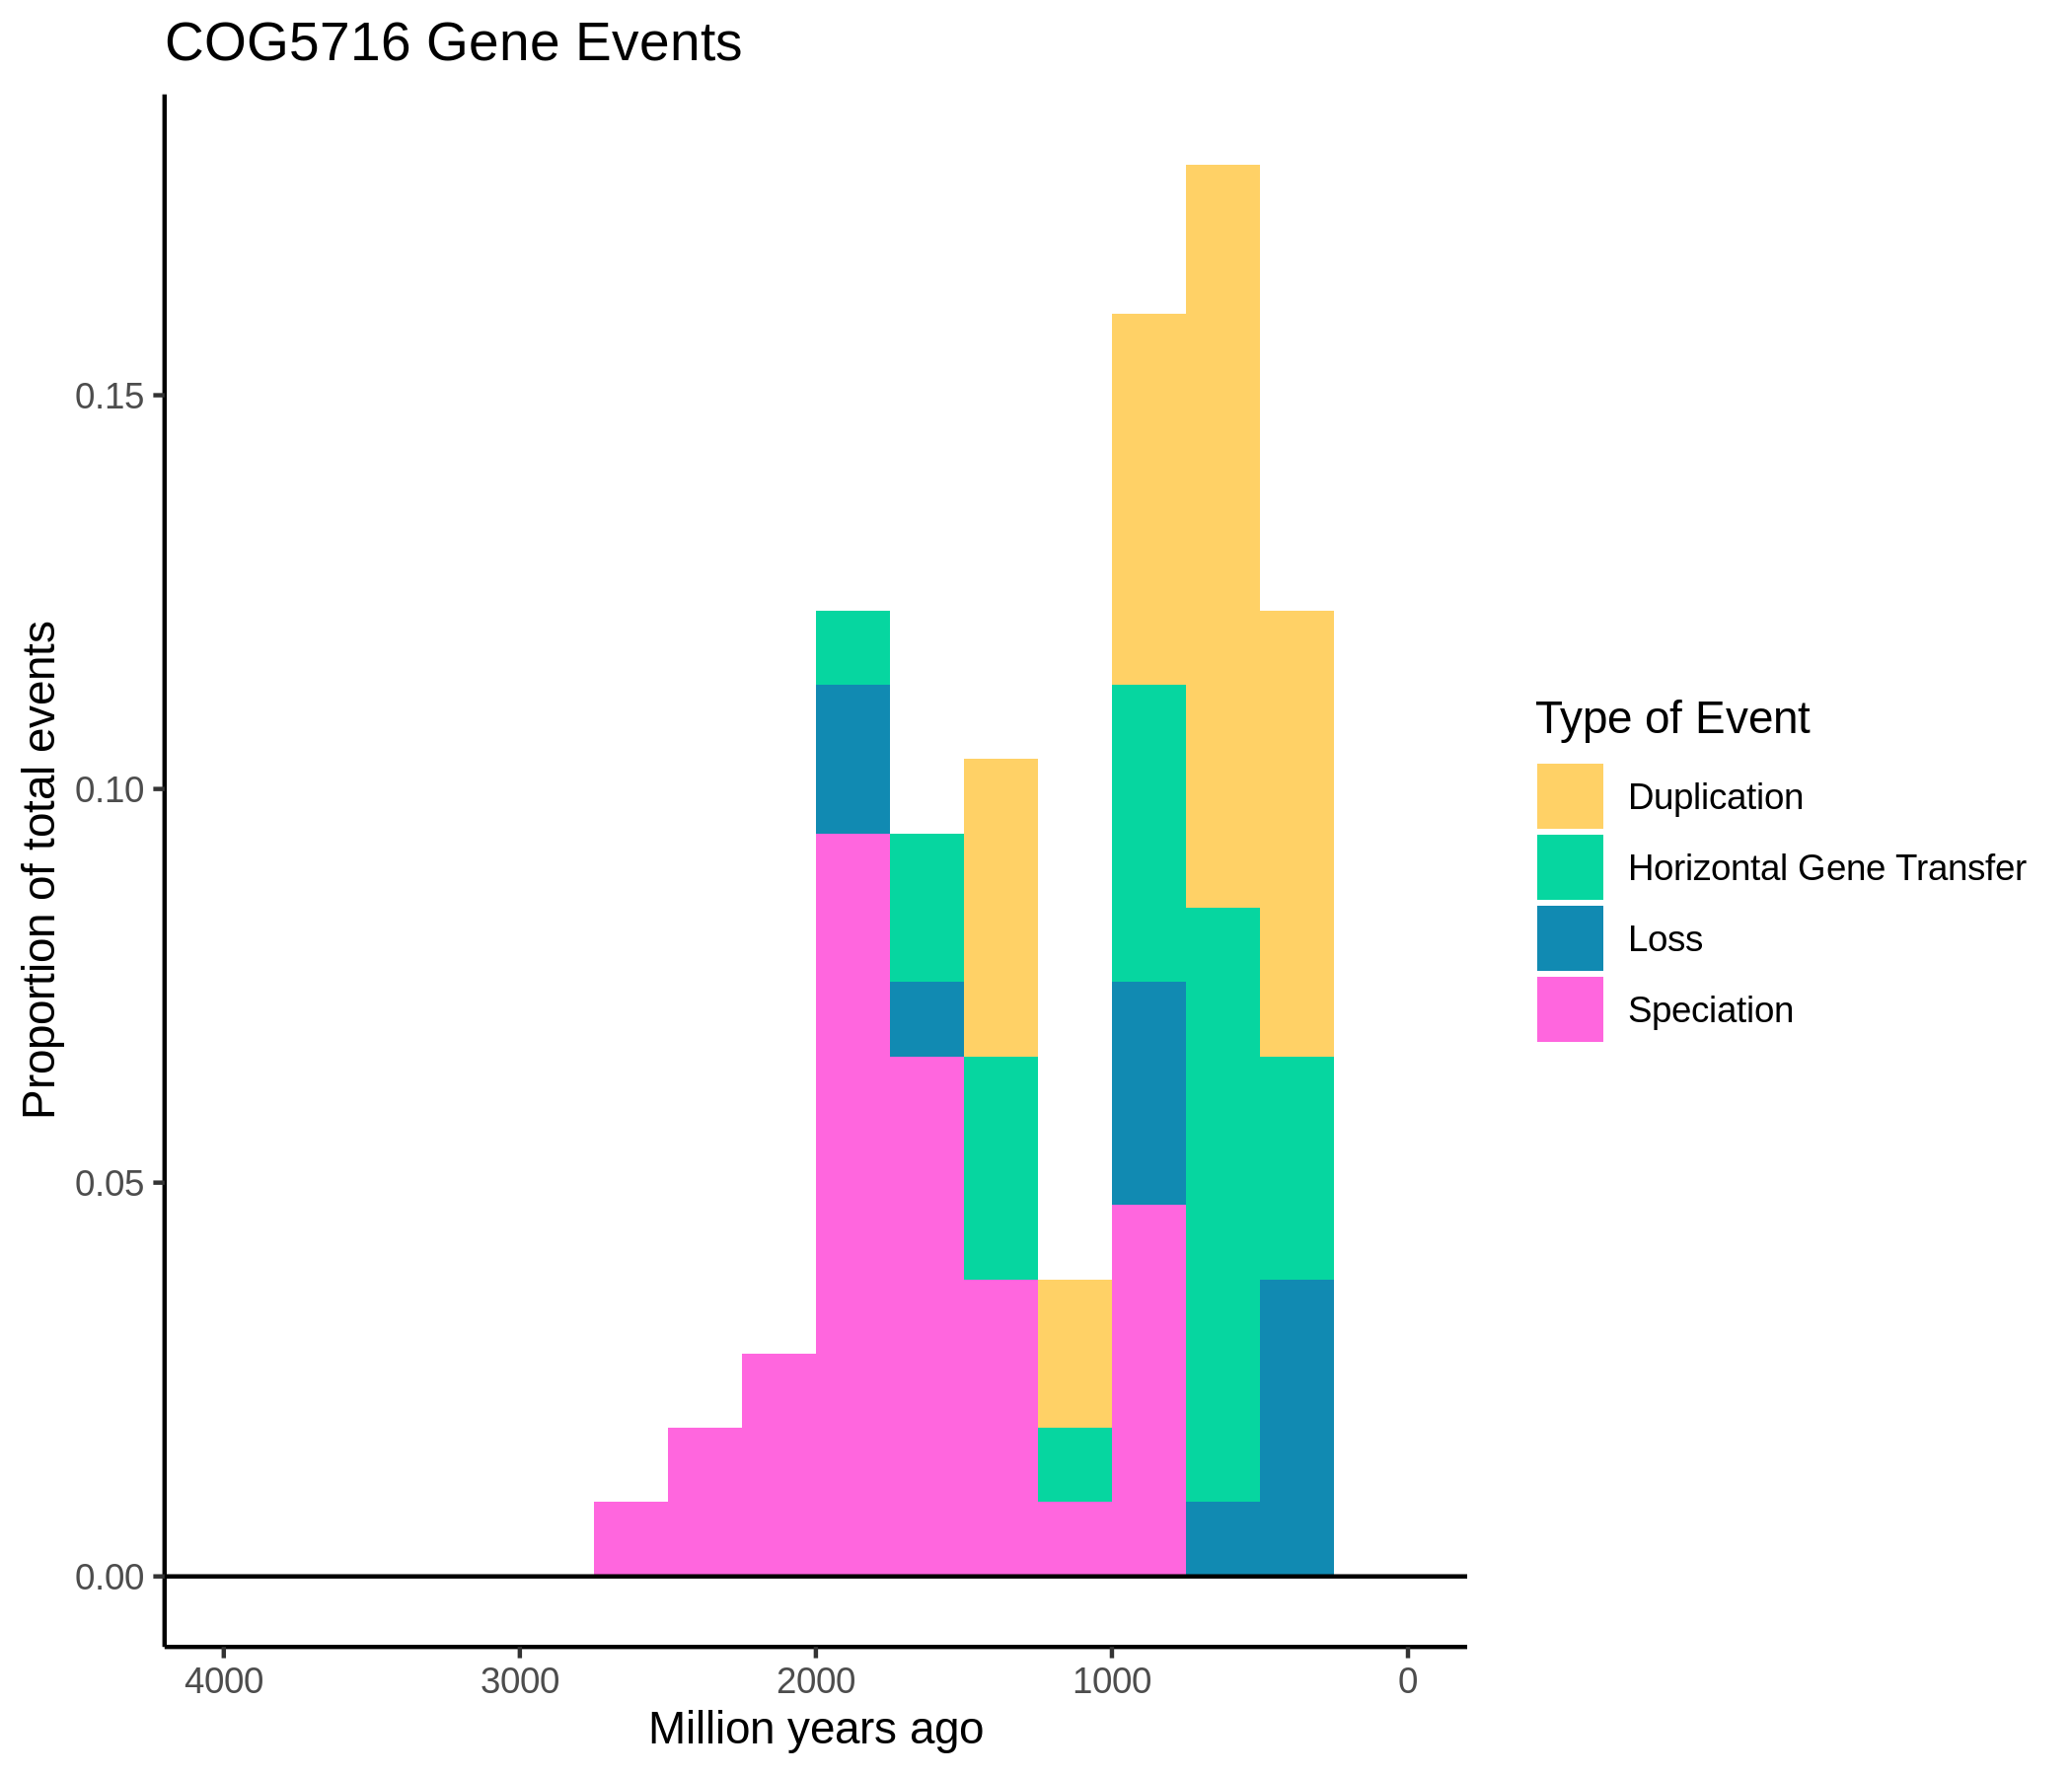 COG5716 Gene Events
Proportion of total events
0.15
0.10
0.05
0.00
4000 3000 2000 1000 0
Million years ago
Type of Event
Duplication
Horizontal Gene Transfer
Loss
Speciation